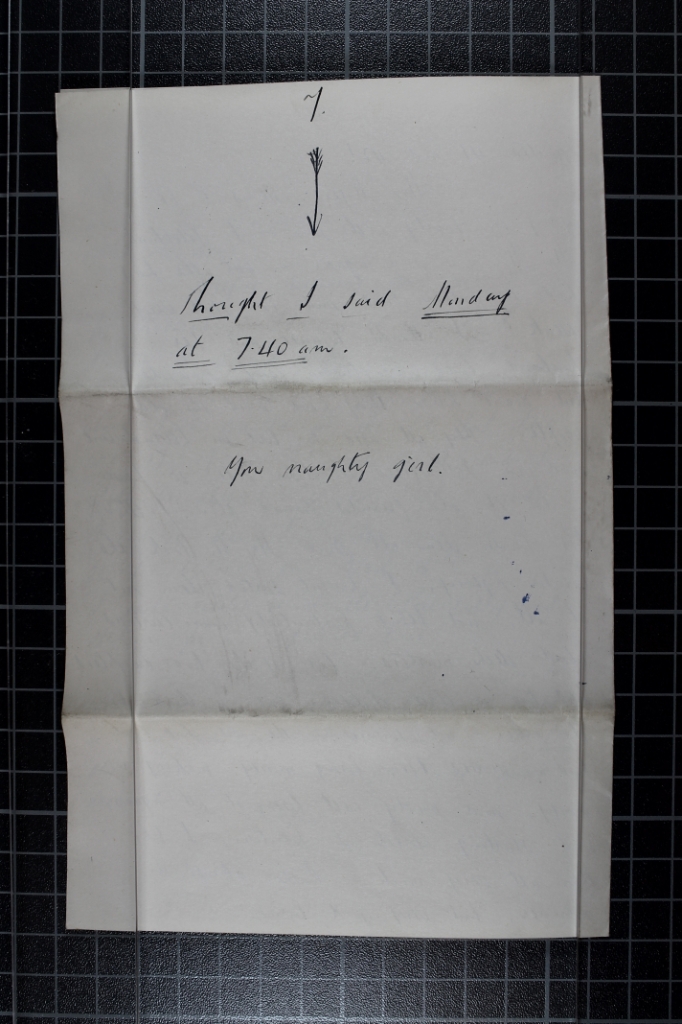 7.
Thought I said Monday
at 7.40 am.
You naughty girl.